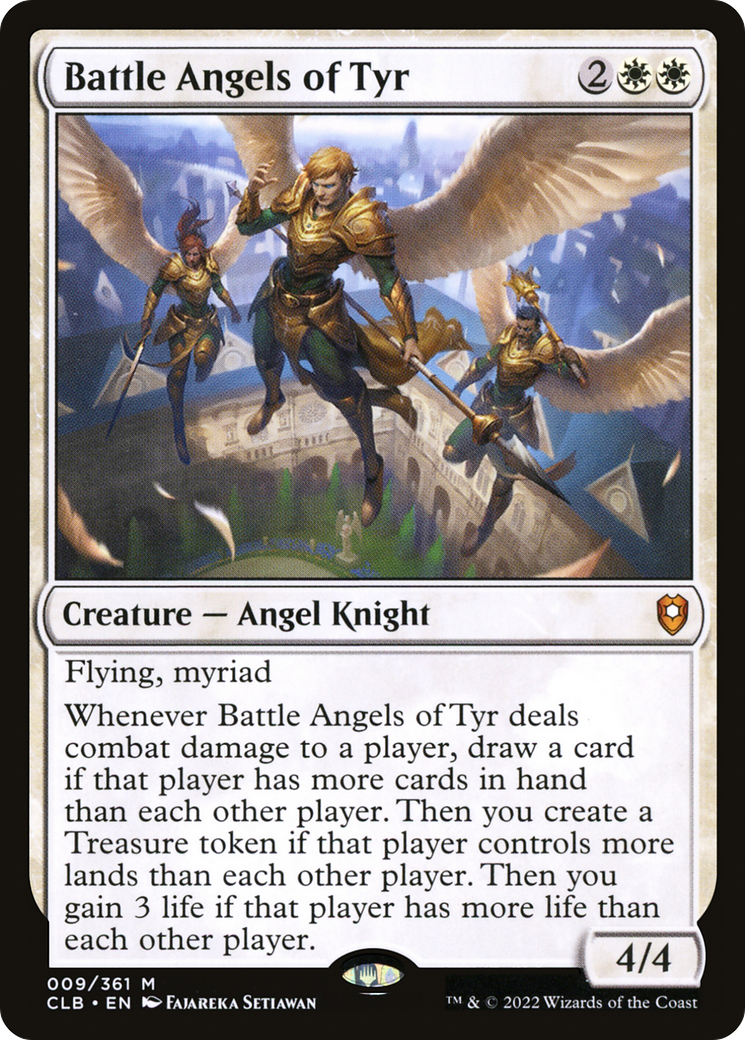 Battle Angels of Tyr 2
Creature — Angel Knight
Flying, myriad
Whenever Battle Angels of Tyr deals
combat damage to a player, draw a card
if that player has more cards in hand
than each other player. Then you create a
Treasure token if that player controls more
lands than each other player. Then you
gain 3 life if that player has more life than
each other player.
4/4
009/361 M
CLB • EN Fajareka Setiawan
™ & © 2022 Wizards of the Coast